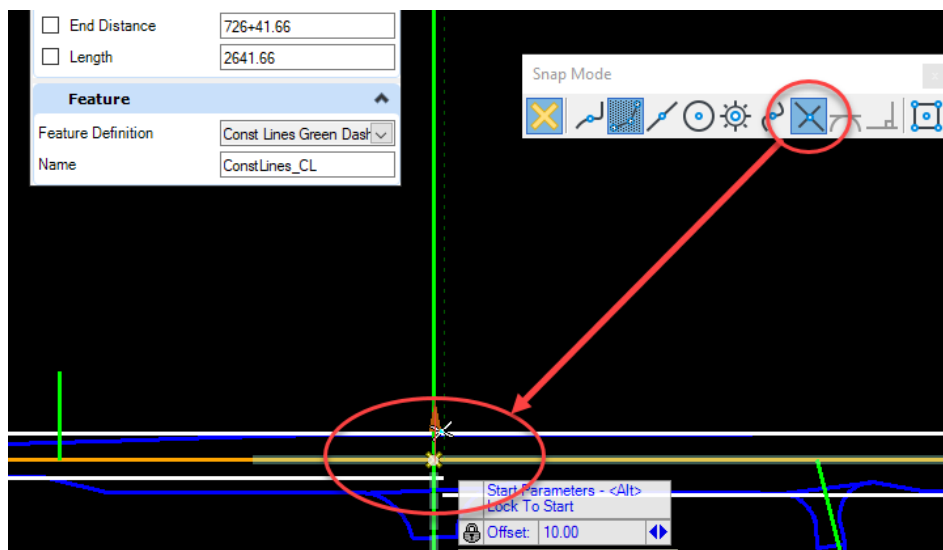 End Distance 726+41.66
Length 2641.66
Feature
Feature Definition Const Lines Green Dash
Name ConstLines_CL
Snap Mode
Start Parameters - <Alt>
Lock To Start
Offset: 10.00